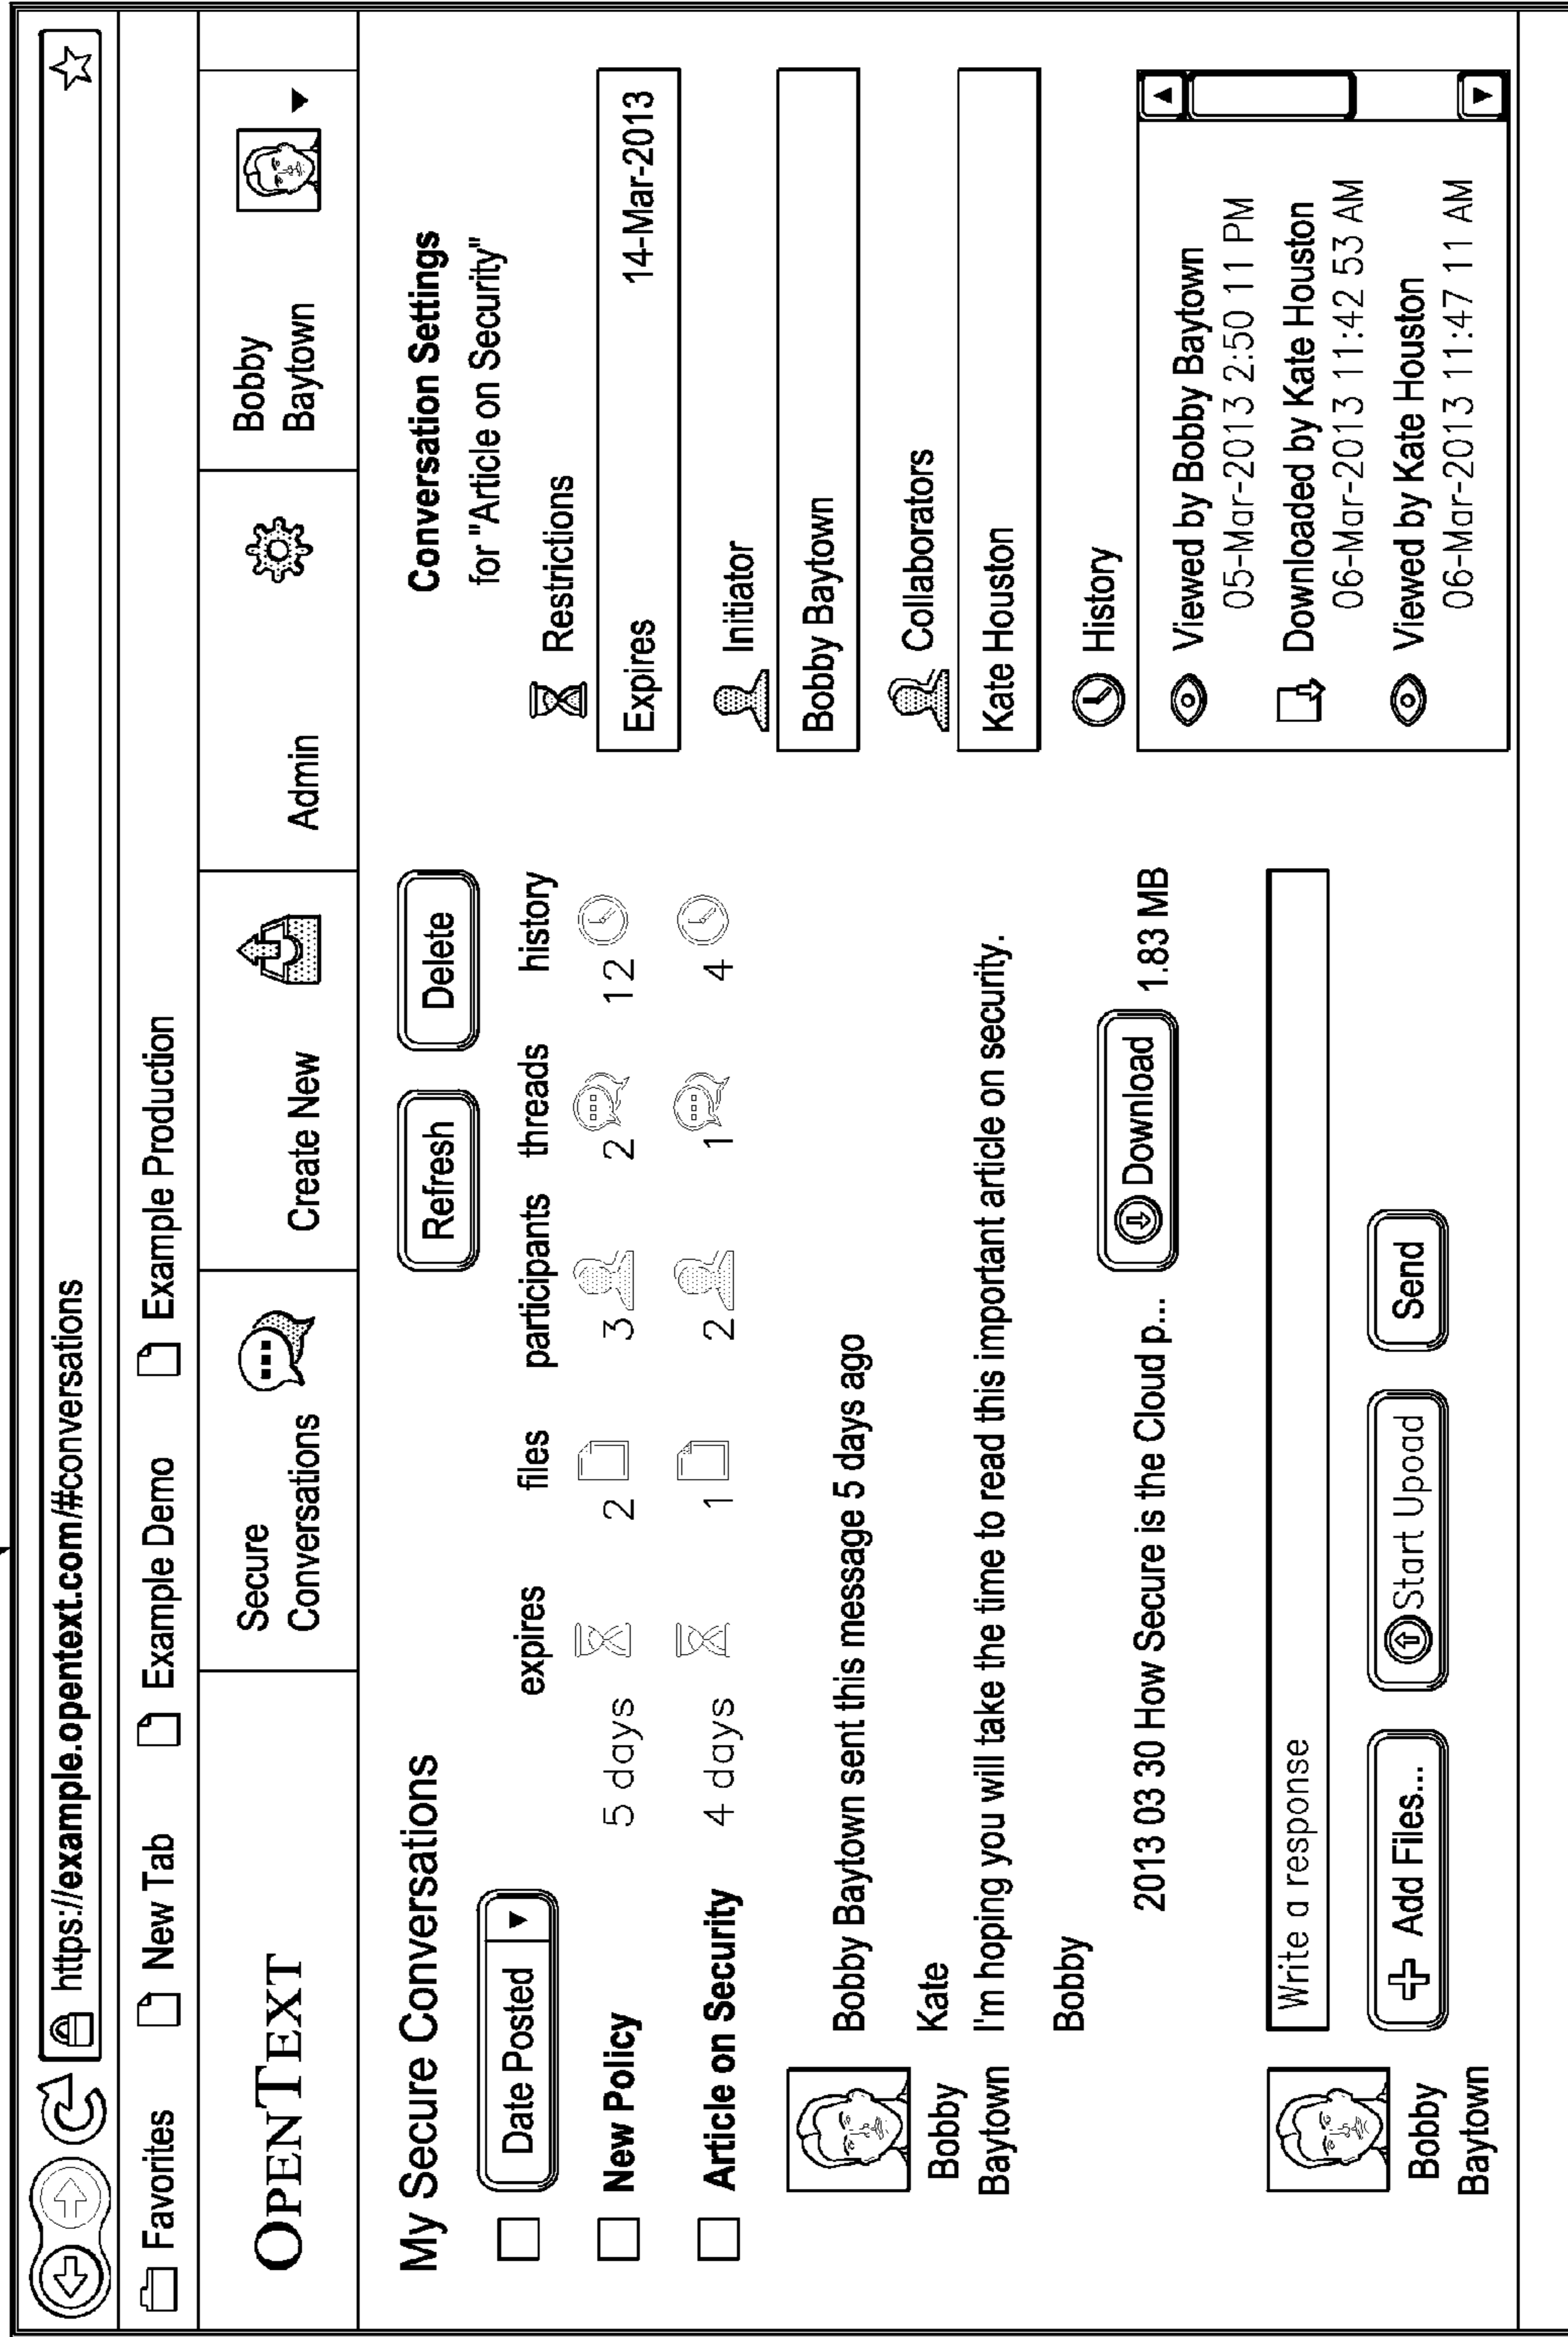 https://example.opentext.com/#conversations
Favorites New Tab Example Demo Example Production
OPENTEXT
Secure
Conversations
Create New
Admin
Bobby
Baytown
My Secure Conversations
Refresh Delete
Date Posted
expires files participants threads history
New Policy 5 days 2 3 2 12
Article on Security 4 days 1 2 1 4
Bobby Baytown sent this message 5 days ago
Bobby
Baytown
Kate
I'm hoping you will take the time to read this important article on security.
Bobby
2013 03 30 How Secure is the Cloud p... Download 1.83 MB
Write a response
Bobby
Baytown
Add Files... Start Upoad Send
Conversation Settings
for "Article on Security"
Restrictions
Expires 14-Mar-2013
Initiator
Bobby Baytown
Collaborators
Kate Houston
History
Viewed by Bobby Baytown
05-Mar-2013 2:50 11 PM
Downloaded by Kate Houston
06-Mar-2013 11:42 53 AM
Viewed by Kate Houston
06-Mar-2013 11:47 11 AM